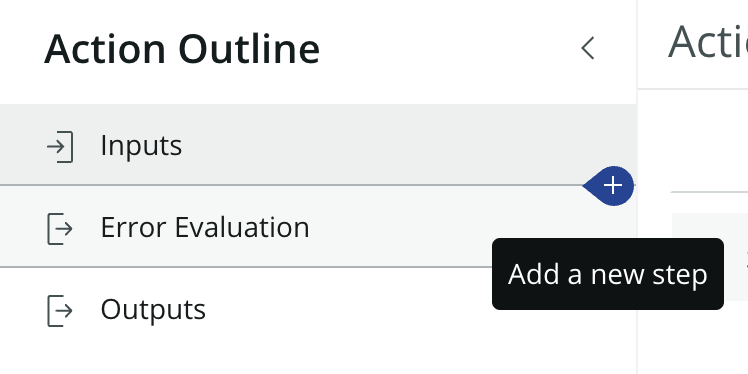 Action Outline
Inputs
Error Evaluation
Add a new step
Outputs